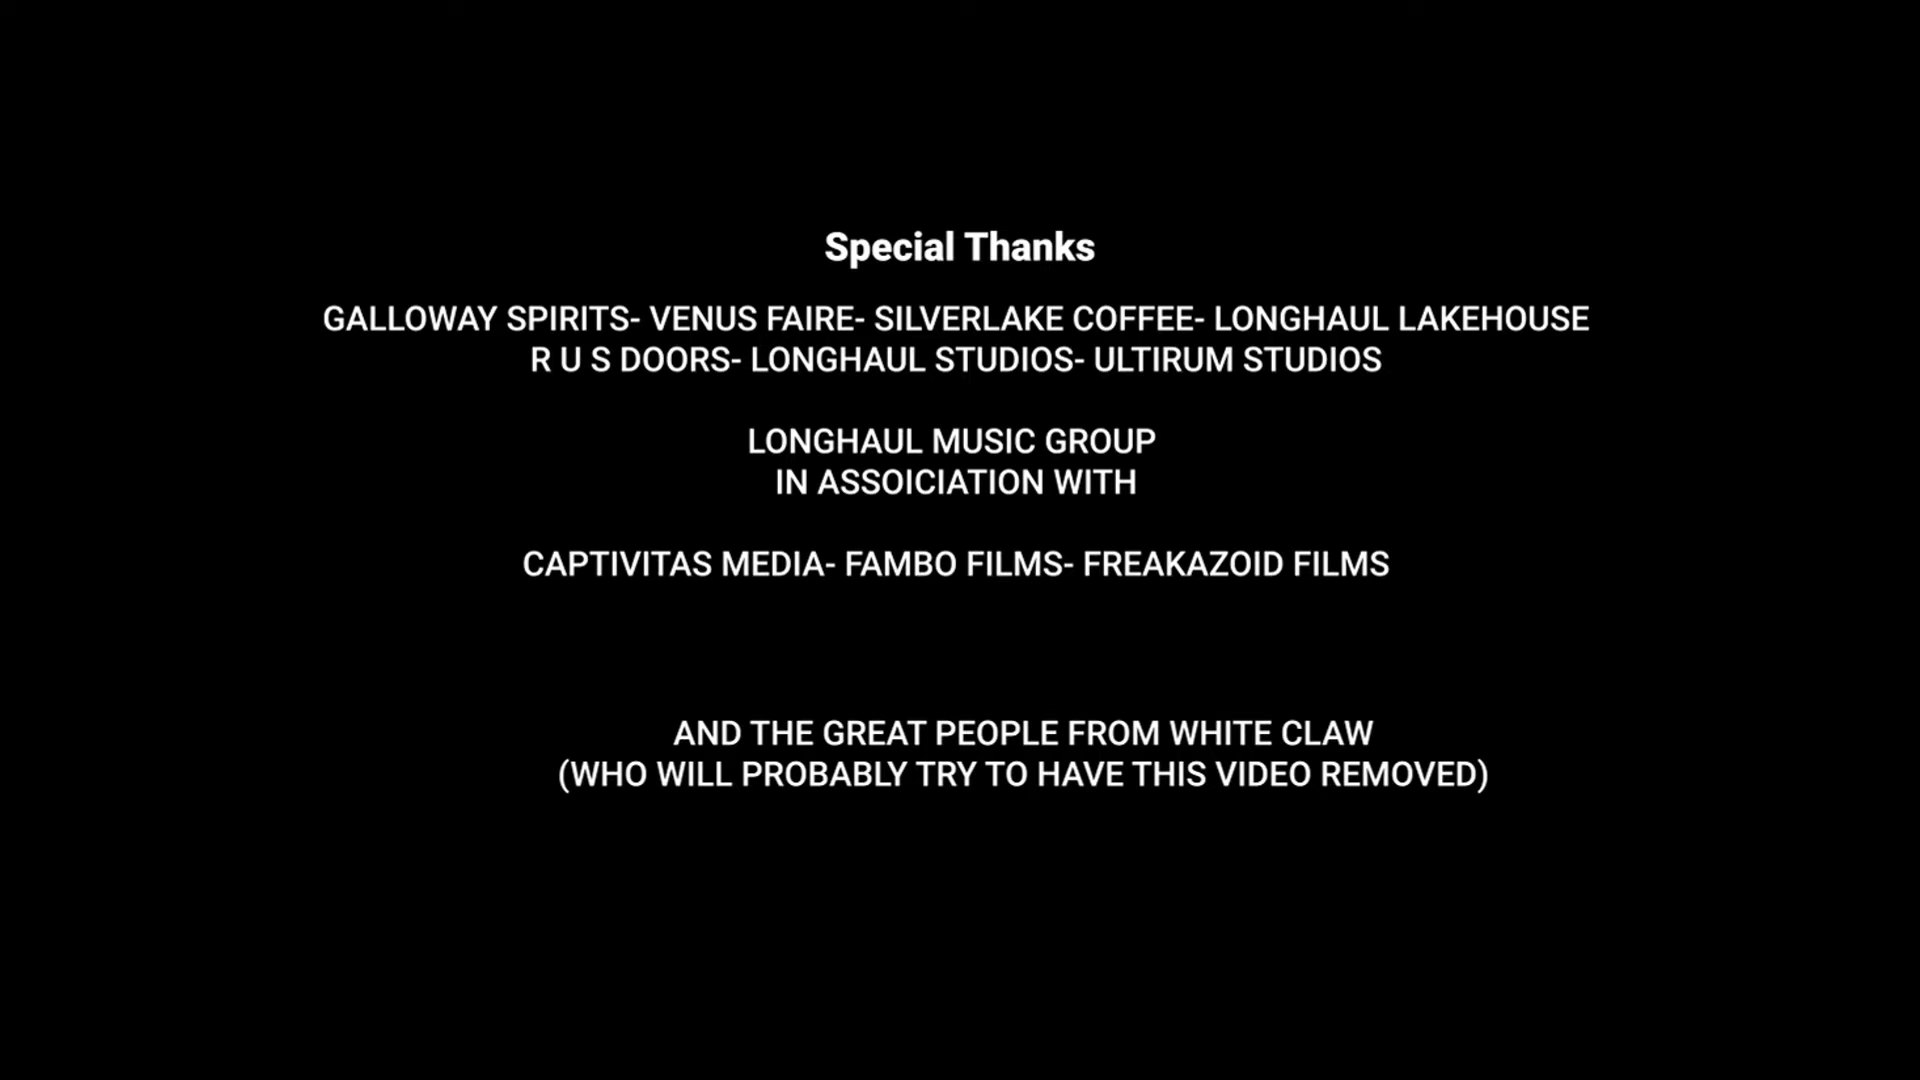 Special Thanks
GALLOWAY SPIRITS- VENUS FAIRE- SILVERLAKE COFFEE- LONGHAUL LAKEHOUSE
R U S DOORS- LONGHAUL STUDIOS- ULTIRUM STUDIOS
LONGHAUL MUSIC GROUP
IN ASSOICIATION WITH
CAPTIVITAS MEDIA- FAMBO FILMS- FREAKAZOID FILMS
AND THE GREAT PEOPLE FROM WHITE CLAW
(WHO WILL PROBABLY TRY TO HAVE THIS VIDEO REMOVED)